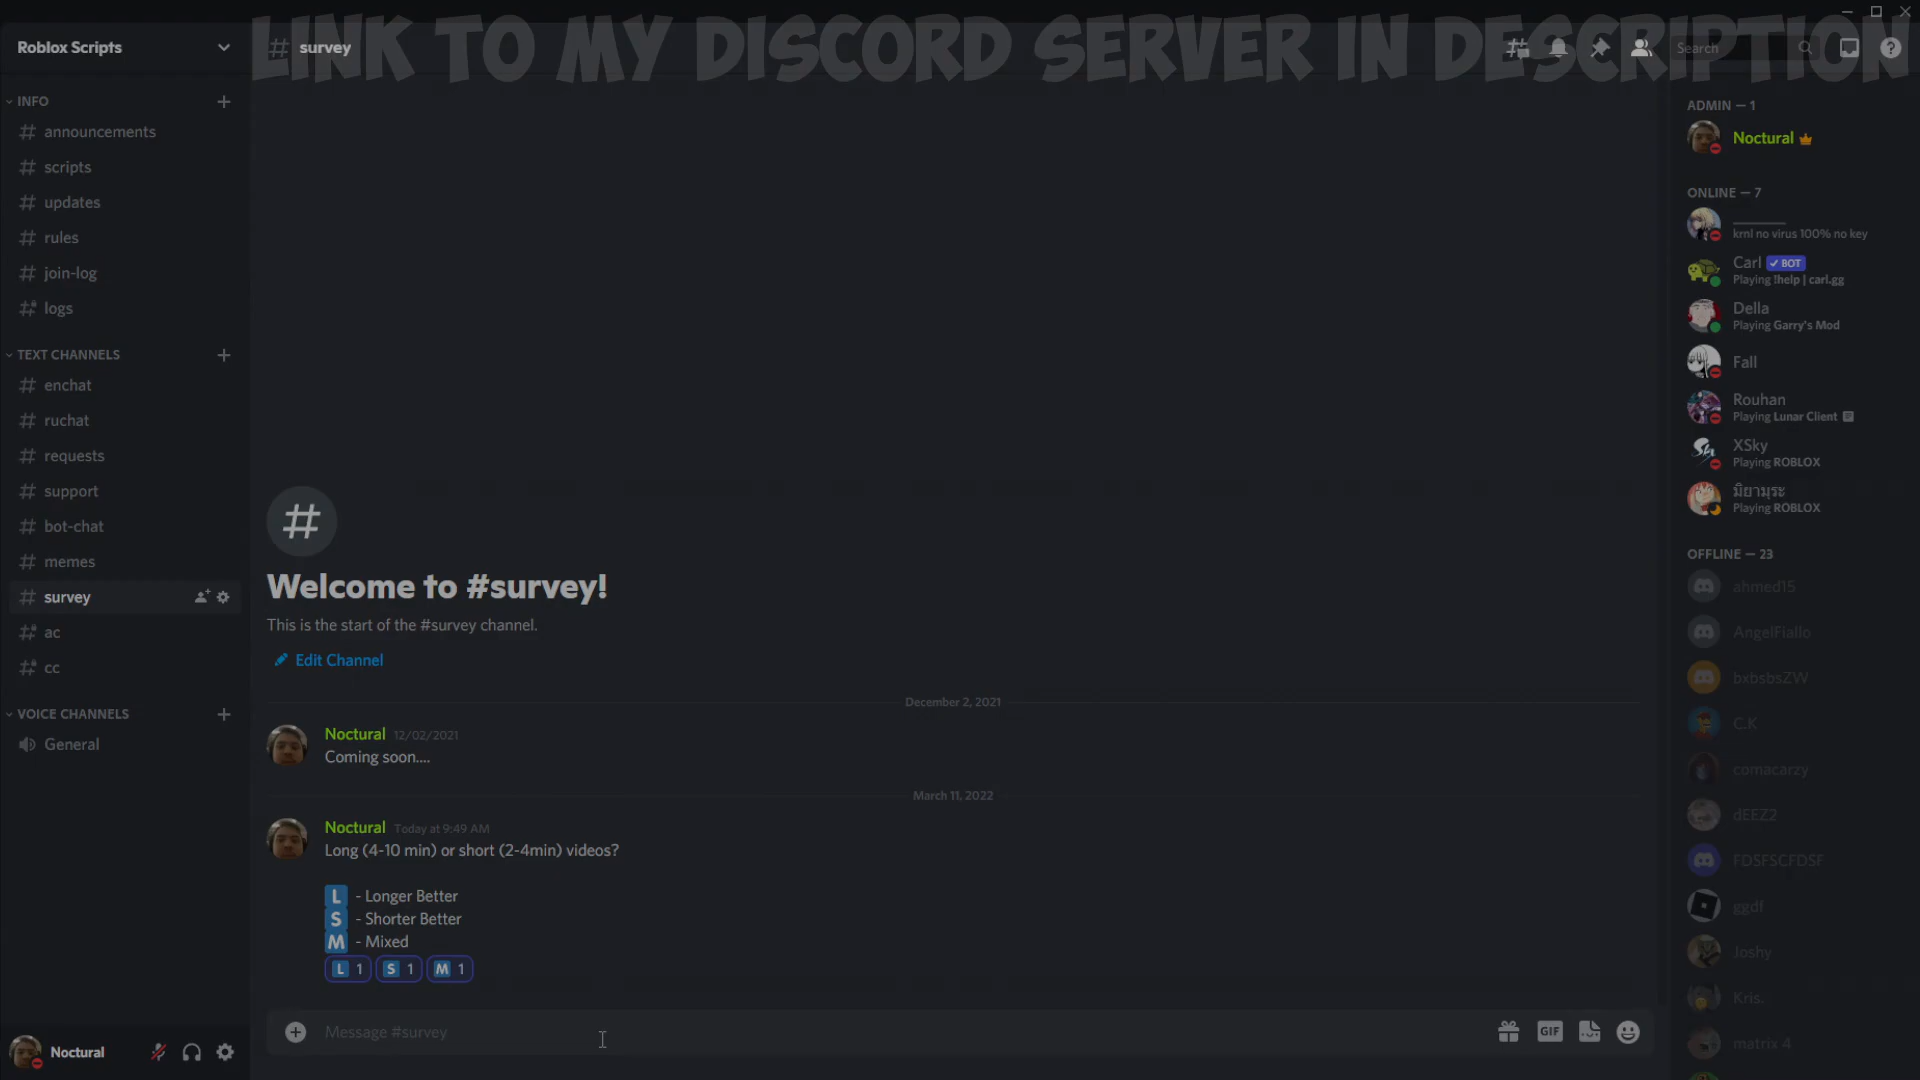 LINK TO MY DISCORD SERVER IN DESCRIPTION
Roblox Scripts
INFO
announcements
scripts
updates
rules
join-log
logs
TEXT CHANNELS
enchat
ruchat
requests
support
bot-chat
memes
survey
ac
cc
VOICE CHANNELS
General
Noctural
survey
Search
Welcome to #survey!
This is the start of the #survey channel.
Edit Channel
December 2, 2021
Noctural 12/02/2021
Coming soon....
March 11, 2022
Noctural Today at 9:49 AM
Long (4-10 min) or short (2-4min) videos?
L - Longer Better
S - Shorter Better
M - Mixed
L 1 S 1 M 1
Message #survey
GIF
ADMIN — 1
Noctural
ONLINE — 7
krnl no virus 100% no key
Carl BOT
Playing !help | carl.gg
Della
Playing Garry's Mod
Fall
Rouhan
Playing Lunar Client
XSky
Playing ROBLOX
มิยามุระ
Playing ROBLOX
OFFLINE — 23
ahmed15
AngelFiallo
bxbsbsZW
C.K
comacarzy
dEEZ2
FDSFSCFDSF
ggdf
Joshy
Kris.
matrix 4